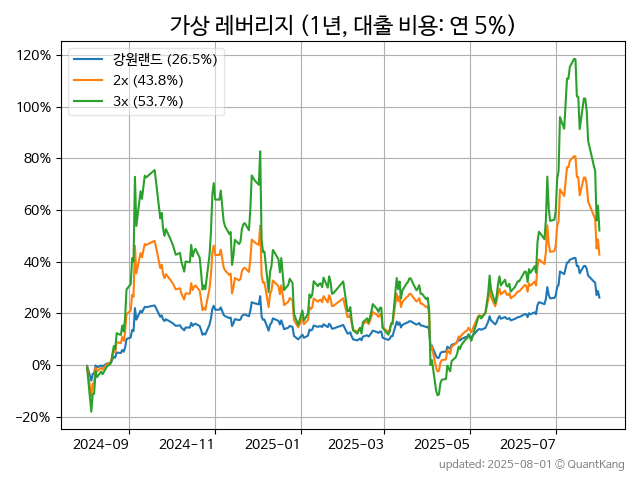 가상 레버리지 (1년, 대출 비용: 연 5%)
강원랜드 (26.5%)
2x (43.8%)
3x (53.7%)
120%
100%
80%
60%
40%
20%
0%
−20%
2024-09
2024-11
2025-01
2025-03
2025-05
2025-07
updated: 2025-08-01 © QuantKang